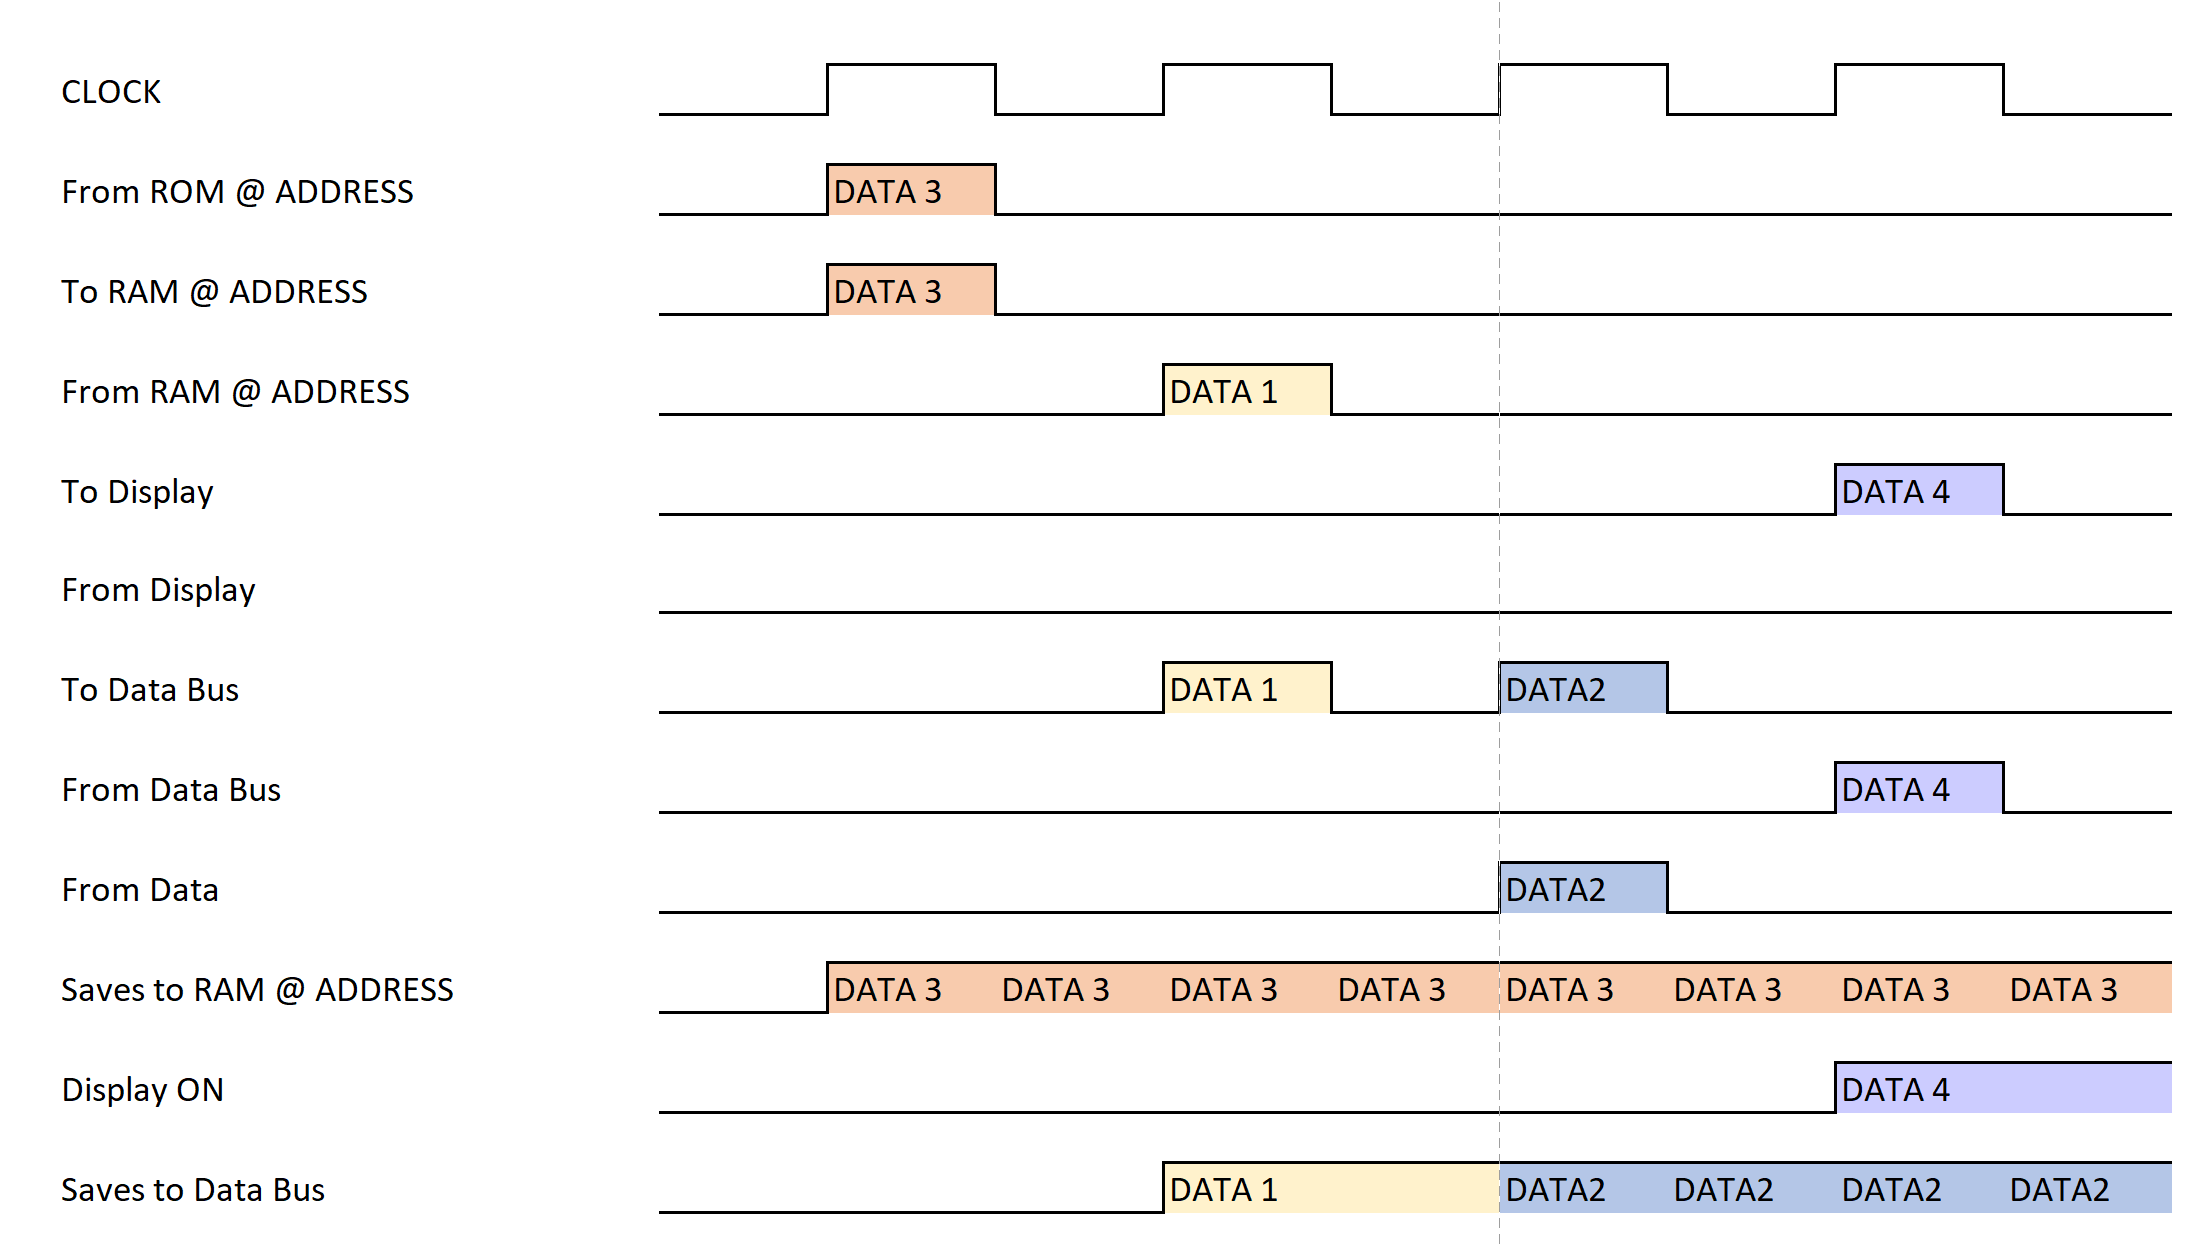 CLOCK
From ROM @ ADDRESS DATA 3
To RAM @ ADDRESS DATA 3
From RAM @ ADDRESS DATA 1
To Display DATA 4
From Display
To Data Bus DATA 1 DATA2
From Data Bus DATA 4
From Data DATA2
Saves to RAM @ ADDRESS DATA 3 DATA 3 DATA 3 DATA 3 DATA 3 DATA 3 DATA 3 DATA 3
Display ON DATA 4
Saves to Data Bus DATA 1 DATA2 DATA2 DATA2 DATA2